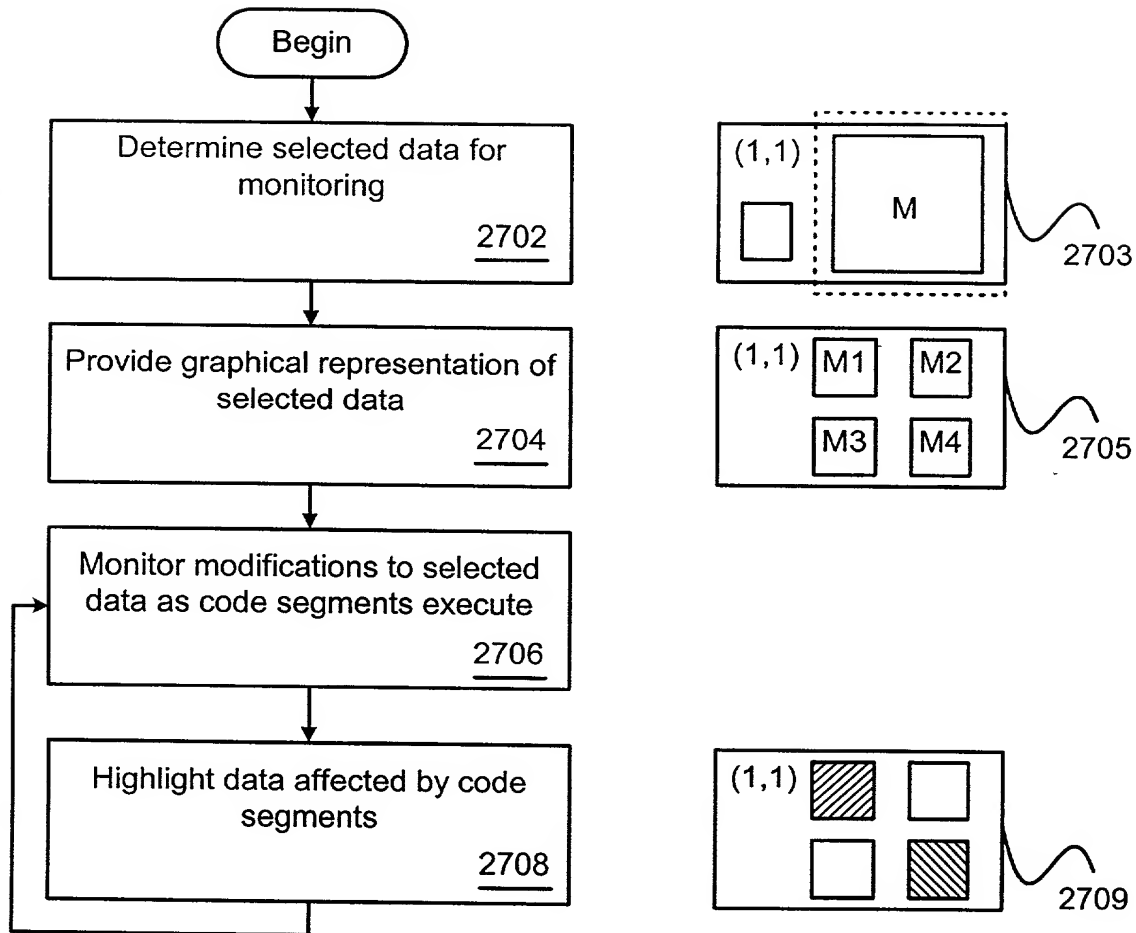 Begin
Determine selected data for
monitoring
2702
(1,1)
M
2703
Provide graphical representation of
selected data
2704
(1,1) M1 M2
M3 M4
2705
Monitor modifications to selected
data as code segments execute
2706
Highlight data affected by code
segments
2708
(1,1)
2709